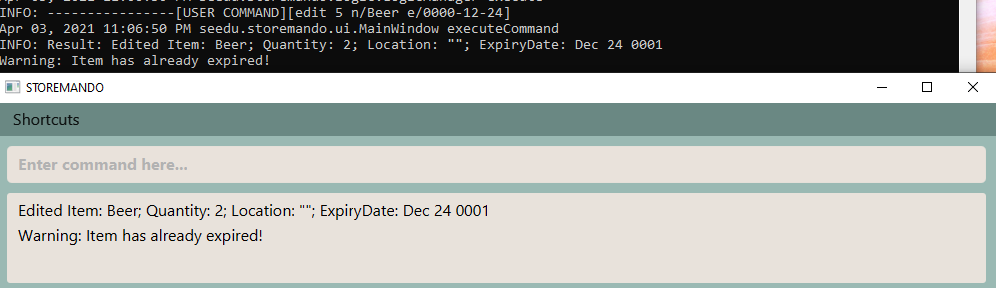 INFO: ----------------[USER COMMAND][edit 5 n/Beer e/0000-12-24]
Apr 03, 2021 11:06:50 PM seedu.storemando.ui.MainWindow executeCommand
INFO: Result: Edited Item: Beer; Quantity: 2; Location: ""; ExpiryDate: Dec 24 0001
Warning: Item has already expired!
STOREMANDO
Shortcuts
Enter command here...
Edited Item: Beer; Quantity: 2; Location: ""; ExpiryDate: Dec 24 0001
Warning: Item has already expired!